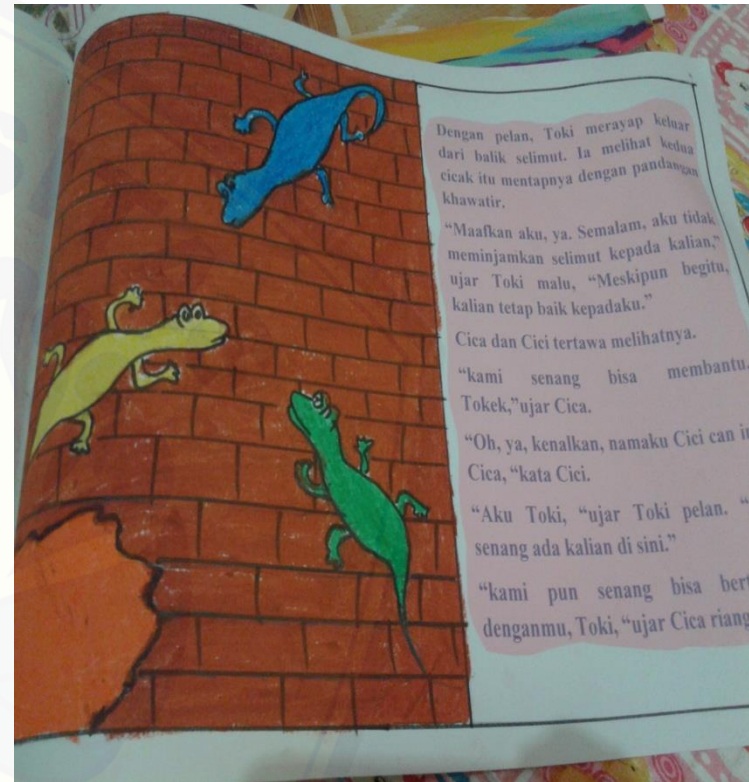 Dengan pelan, Toki merayap keluar
dari balik selimut. Ia melihat kedua
cicak itu mentapnya dengan pandangan
khawatir.
“Maafkan aku, ya. Semalam, aku tidak
meminjamkan selimut kepada kalian,”
ujar Toki malu, “Meskipun begitu,
kalian tetap baik kepadaku.”
Cica dan Cici tertawa melihatnya.
“kami senang bisa membantu.
Tokek,”ujar Cica.
“Oh, ya, kenalkan, namaku Cici can
Cica, “kata Cici.
“Aku Toki, “ujar Toki pelan. “
senang ada kalian di sini.”
“kami pun senang bisa
denganmu, Toki, “ujar Cica riang